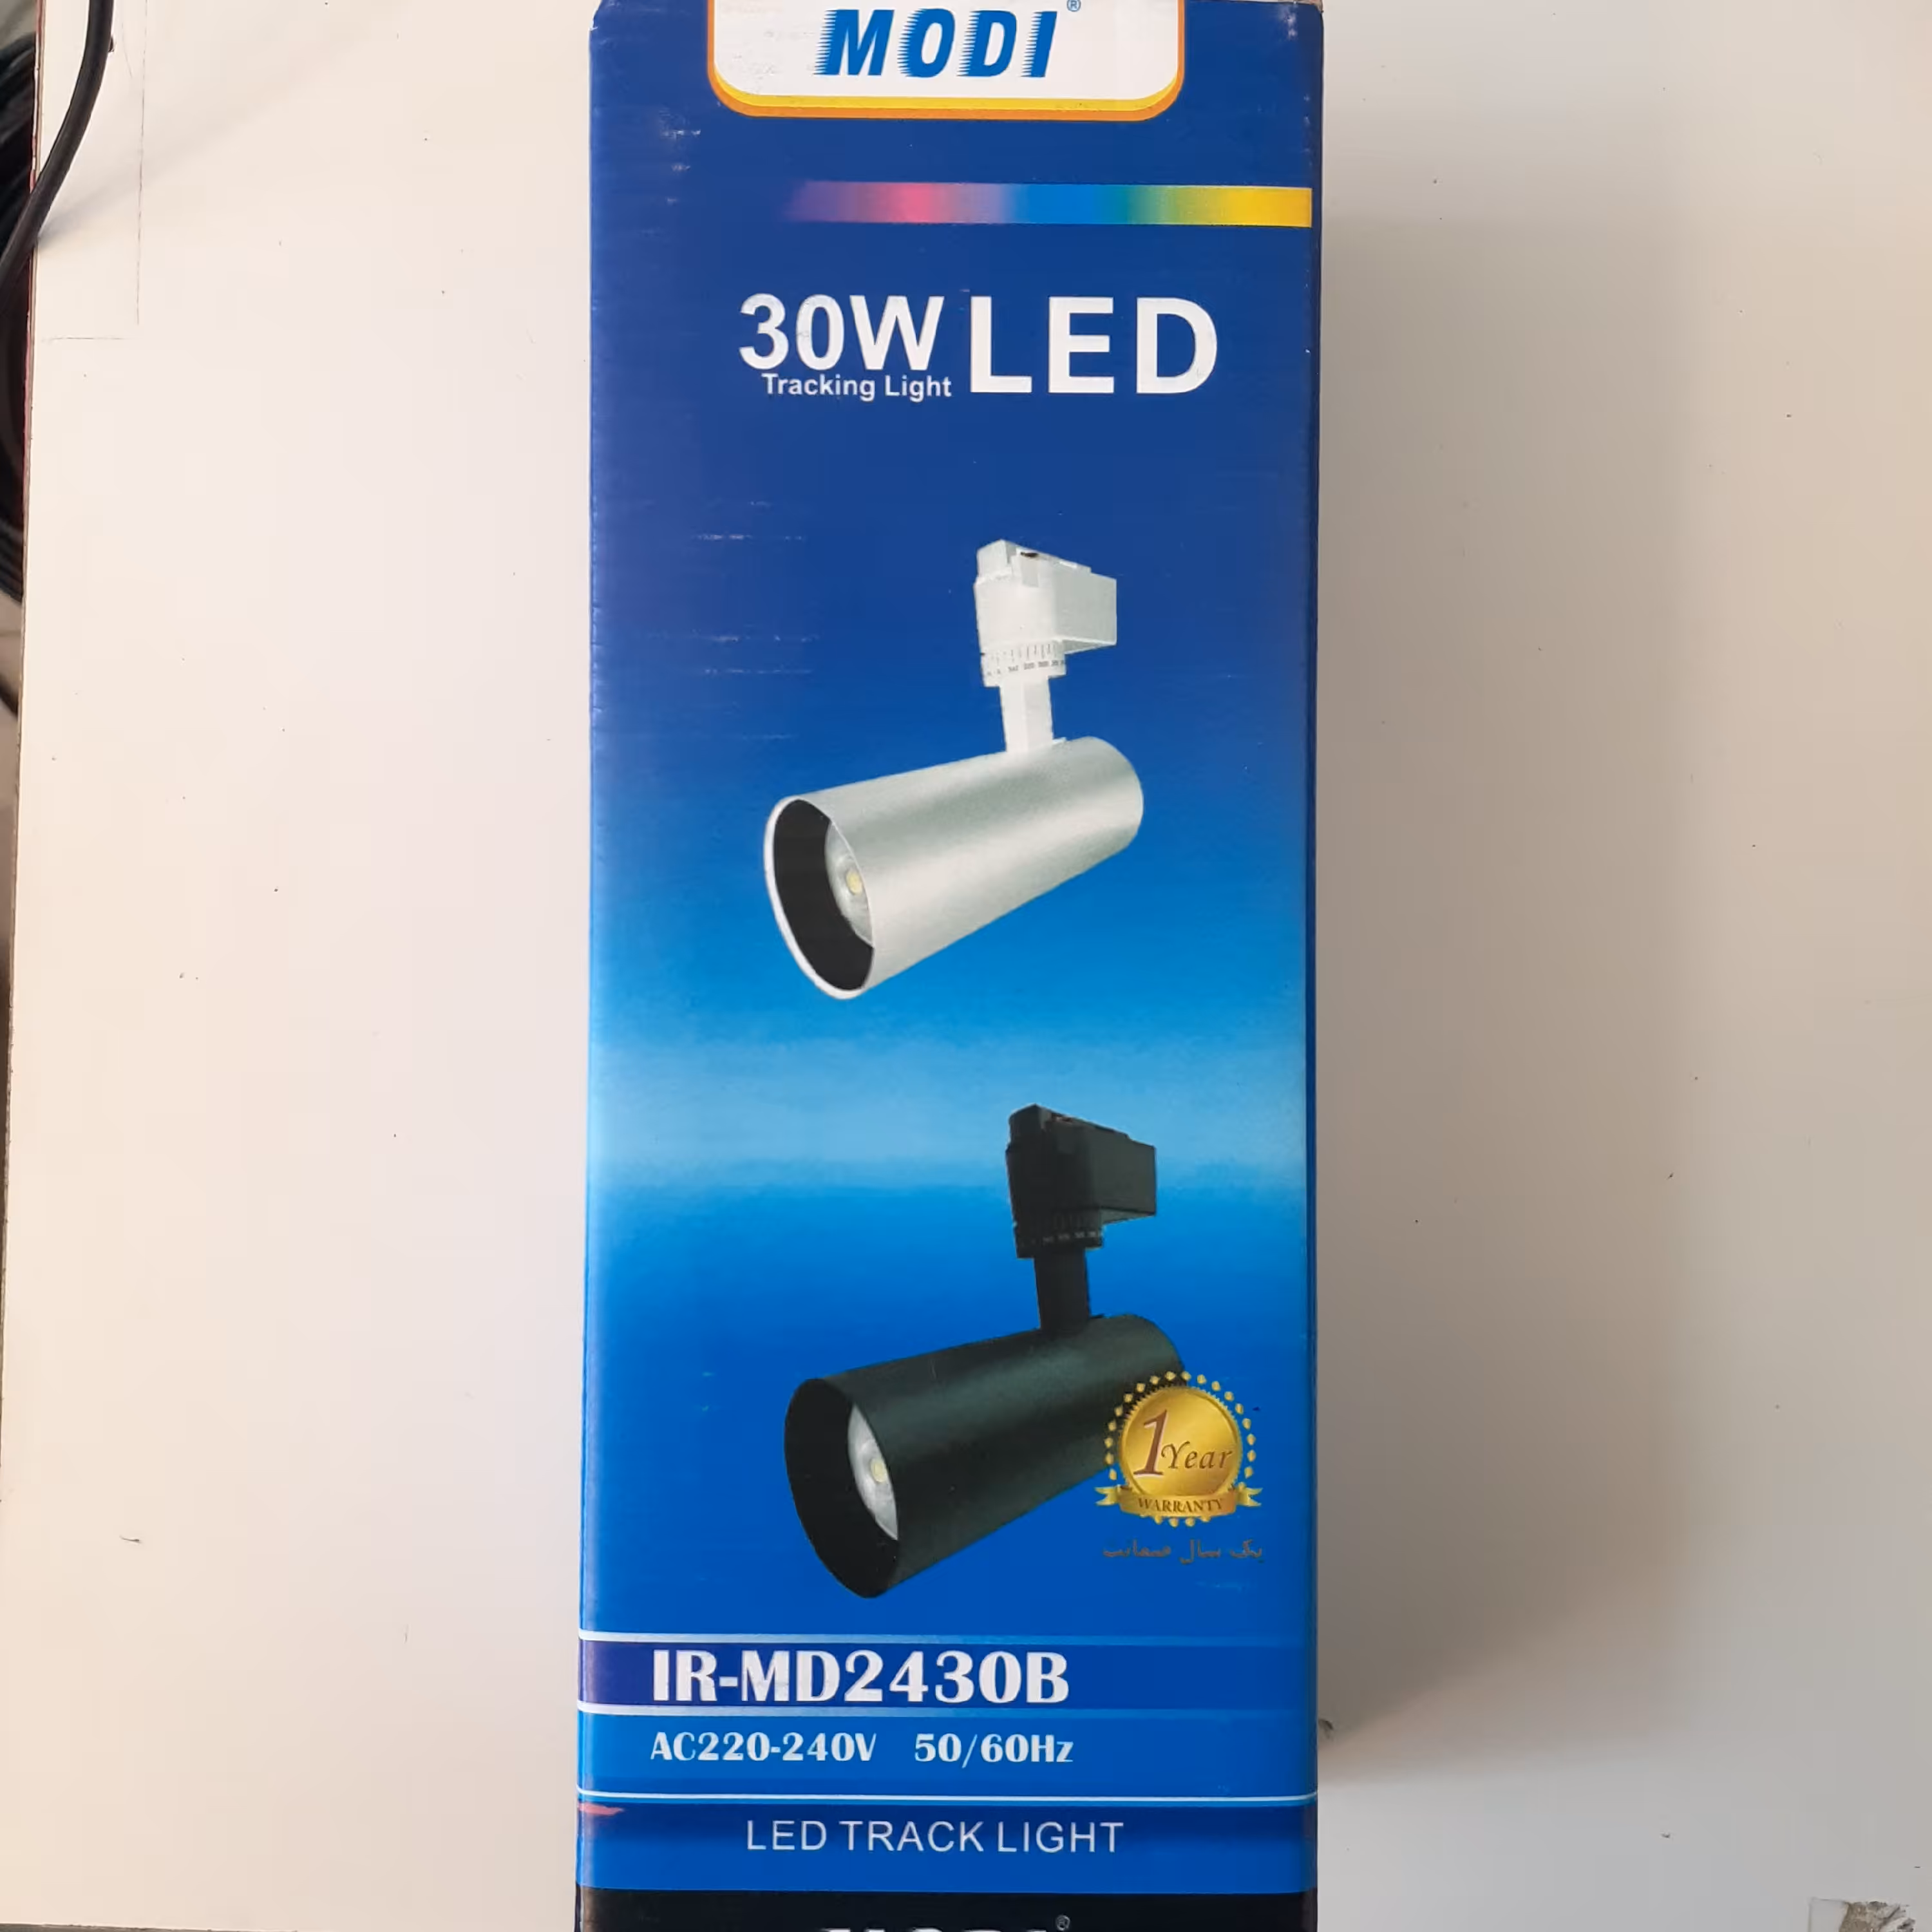 MODI®
30W LED
Tracking Light
1 Year
WARRANTY
یک سال ضمانت
IR-MD2430B
AC220-240V 50/60Hz
LED TRACK LIGHT